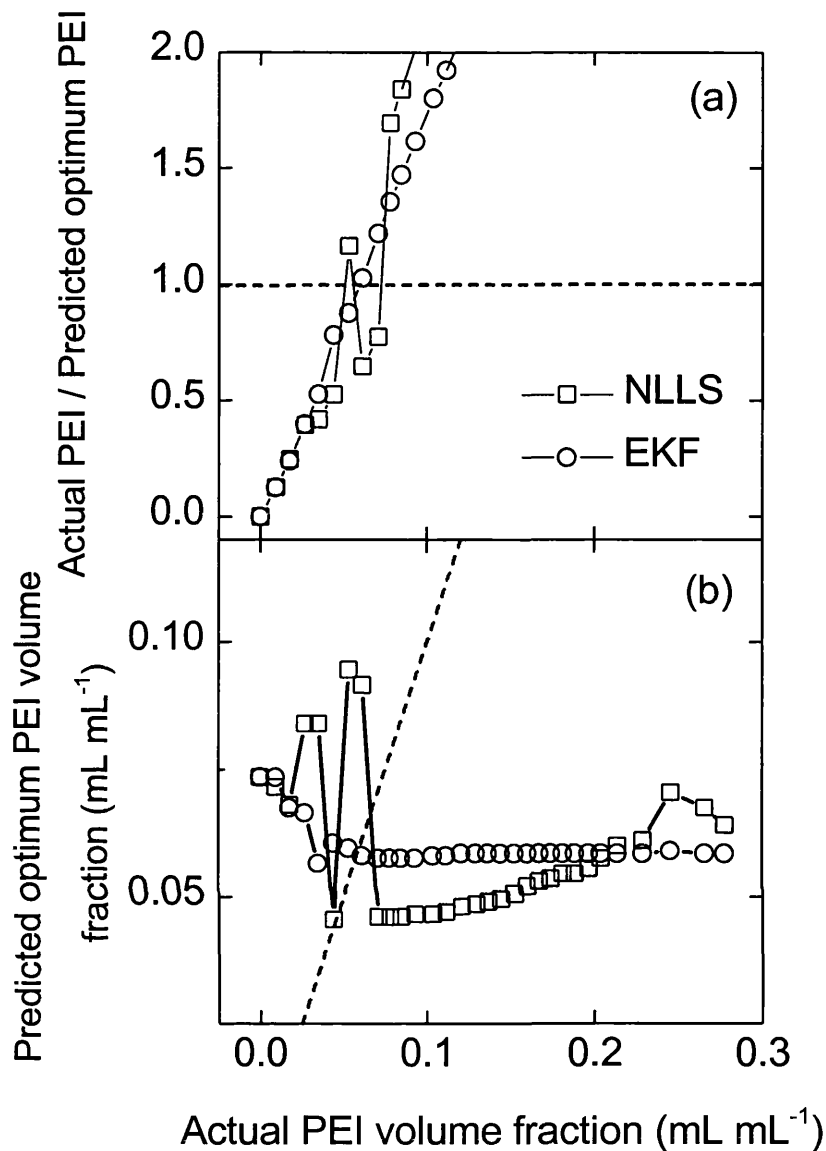 Actual PEI / Predicted optimum PEI
2.0
1.5
1.0
0.5
0.0
(a)
NLLS
EKF
Predicted optimum PEI volume
fraction (mL mL⁻¹)
0.10
0.05
(b)
0.0 0.1 0.2 0.3
Actual PEI volume fraction (mL mL⁻¹)